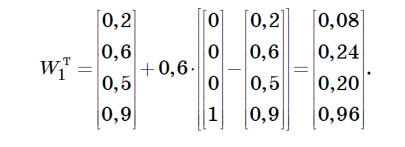 W₁ᵀ = [0,2 0,6 0,5 0,9] + 0,6 · [[0 0 0 1] − [0,2 0,6 0,5 0,9]] = [0,08 0,24 0,20 0,96].